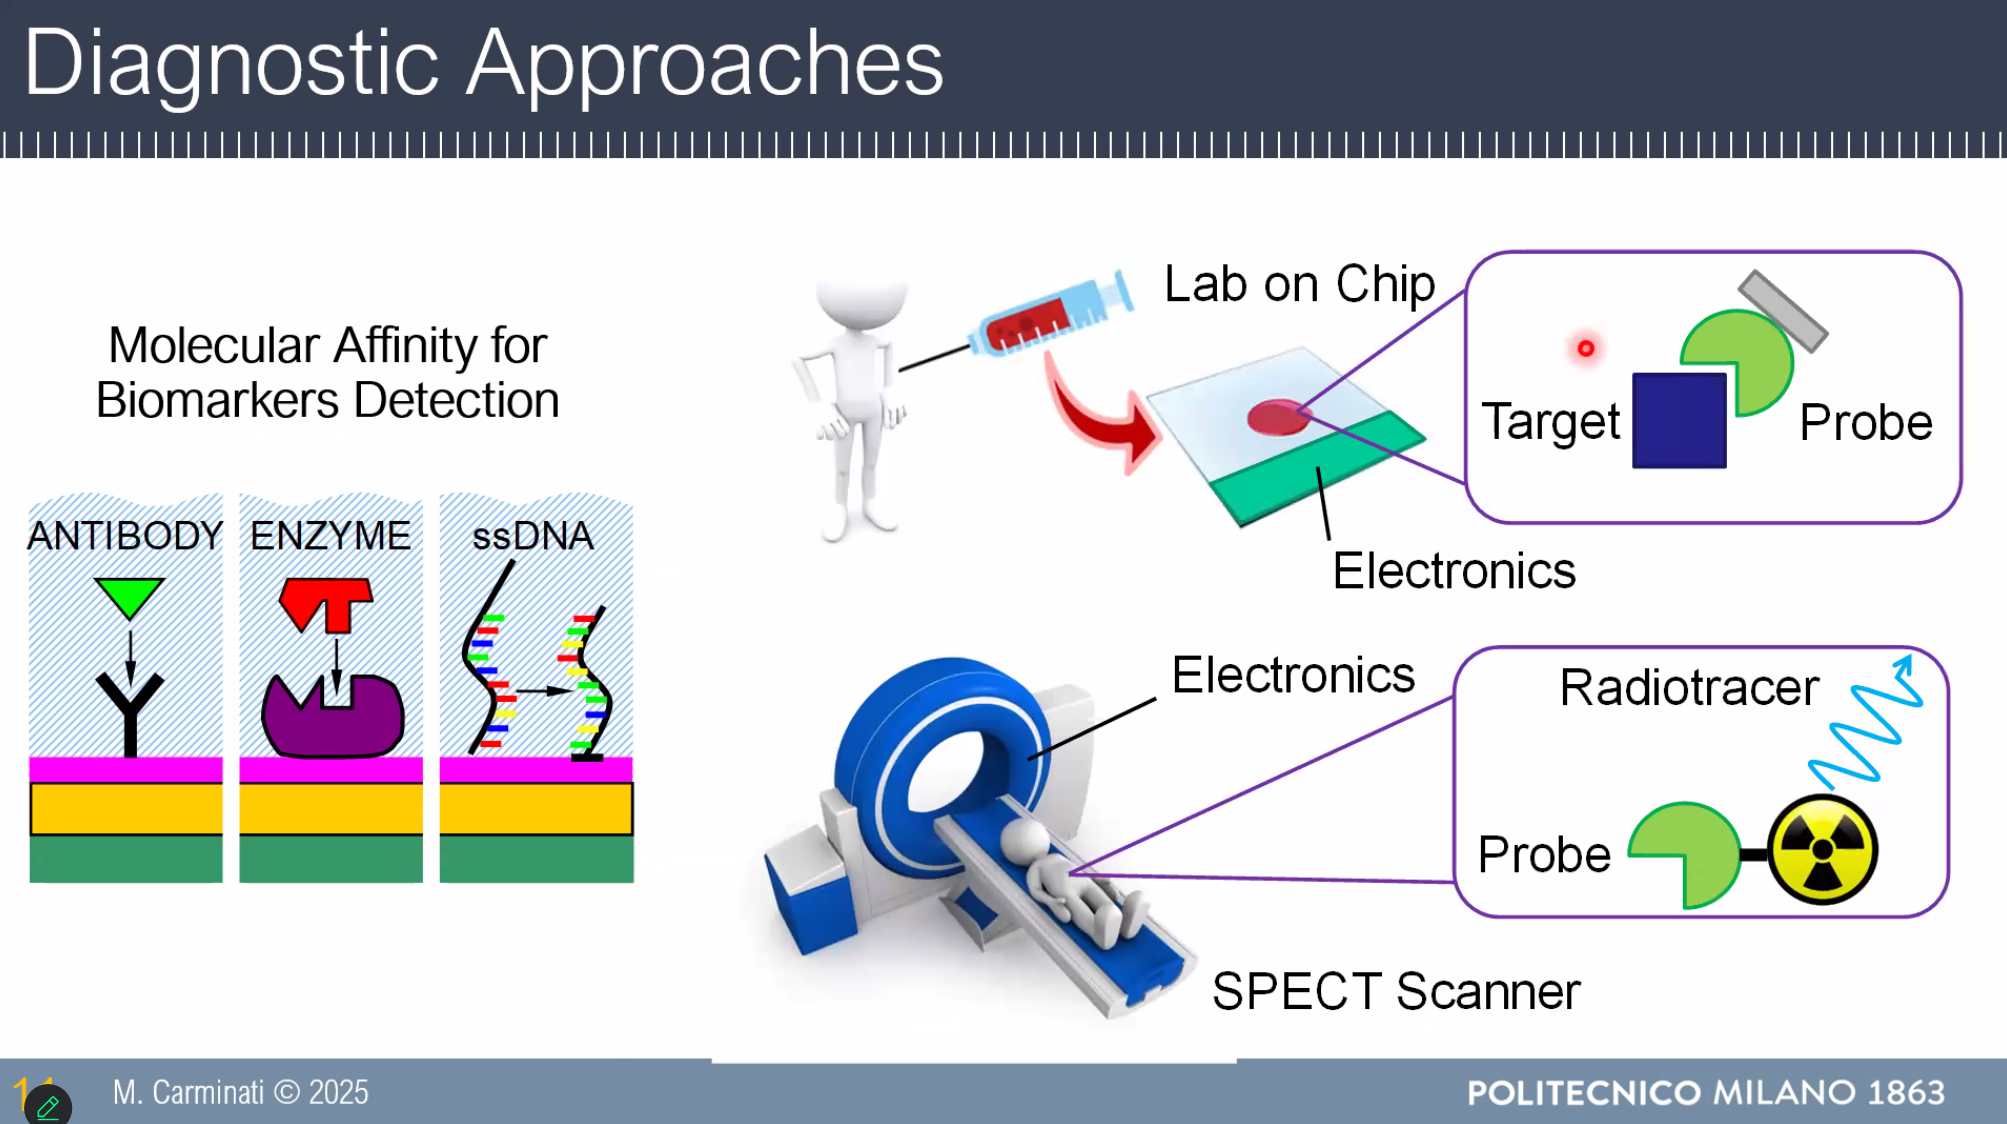 Diagnostic Approaches
Molecular Affinity for
Biomarkers Detection
ANTIBODY
ENZYME
ssDNA
Lab on Chip
Target
Probe
Electronics
Electronics
Radiotracer
Probe
SPECT Scanner
M. Carminati © 2025
POLITECNICO MILANO 1863